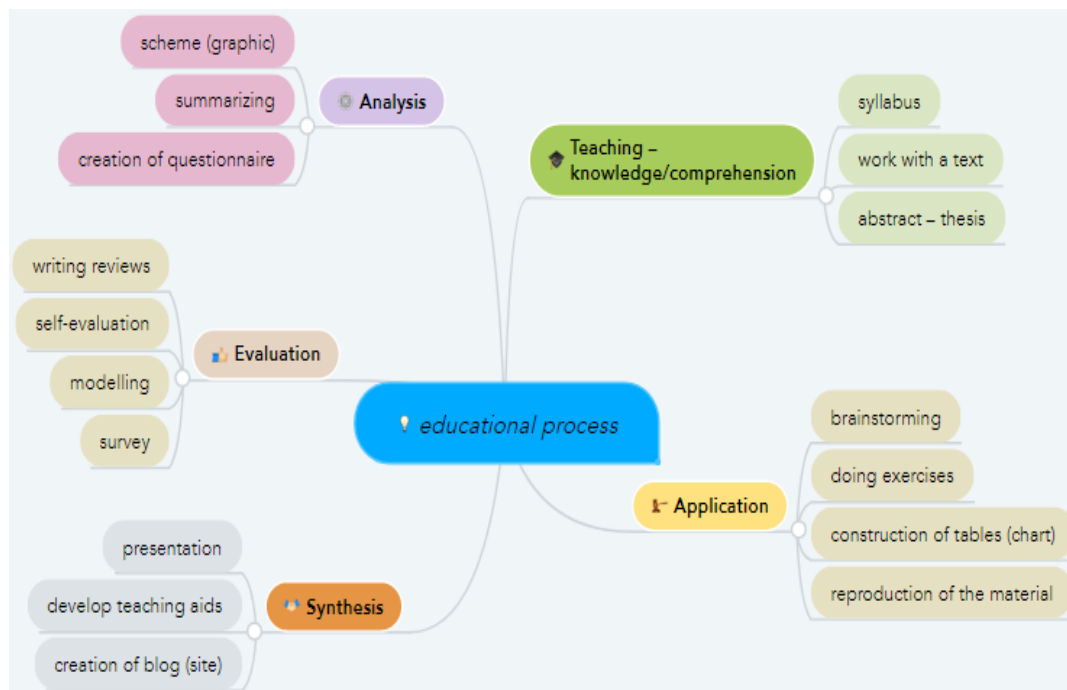 scheme (graphic)
summarizing
creation of questionnaire
Analysis
Teaching –
knowledge/comprehension
syllabus
work with a text
abstract – thesis
writing reviews
self-evaluation
modelling
survey
Evaluation
educational process
brainstorming
doing exercises
construction of tables (chart)
reproduction of the material
Application
presentation
develop teaching aids
creation of blog (site)
Synthesis